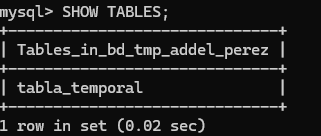 mysql> SHOW TABLES;
+-----------------------------+
| Tables_in_bd_tmp_addel_perez |
+-----------------------------+
| tabla_temporal              |
+-----------------------------+
1 row in set (0.02 sec)